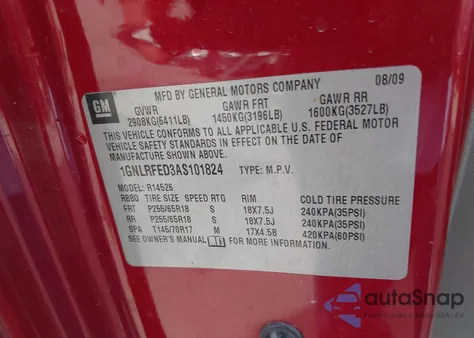 GM
MFD BY GENERAL MOTORS COMPANY 08/09
GVWR GAWR FRT GAWR RR
2908KG(6411LB) 1450KG(3196LB) 1600KG(3527LB)
THIS VEHICLE CONFORMS TO ALL APPLICABLE U.S. FEDERAL MOTOR
VEHICLE SAFETY STANDARDS IN EFFECT ON THE DATE OF
MANUFACTURE SHOWN ABOVE.
1GNLRFED3AS101824 TYPE: M.P.V.
MODEL: R14526
RBBD TIRE SIZE SPEED RTG RIM COLD TIRE PRESSURE
FRT P255/65R18 S 18X7.5J 240KPA(35PSI)
RR P255/65R18 S 18X7.5J 240KPA(35PSI)
SPA T145/70R17 M 17X4.5B 420KPA(60PSI)
SEE OWNER'S MANUAL FOR
autoSnap